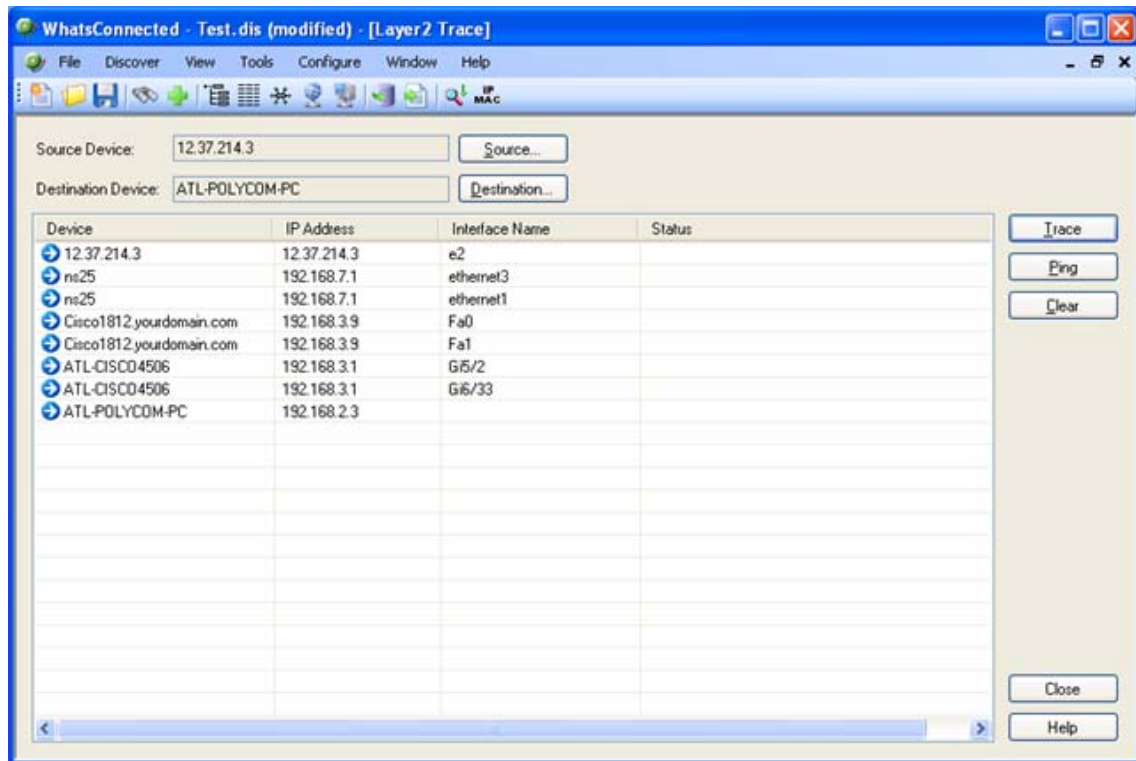 WhatsConnected - Test.dis (modified) - [Layer2 Trace]
File Discover View Tools Configure Window Help
IP MAC
Source Device: 12.37.214.3 Source...
Destination Device: ATL-POLYCOM-PC Destination...
Device IP Address Interface Name Status Trace
12.37.214.3 12.37.214.3 e2
ns25 192.168.7.1 ethernet3 Ping
ns25 192.168.7.1 ethernet1 Clear
Cisco1812.yourdomain.com 192.168.3.9 Fa0
Cisco1812.yourdomain.com 192.168.3.9 Fa1
ATL-CISCO4506 192.168.3.1 Gi5/2
ATL-CISCO4506 192.168.3.1 Gi6/33
ATL-POLYCOM-PC 192.168.2.3
Close
Help